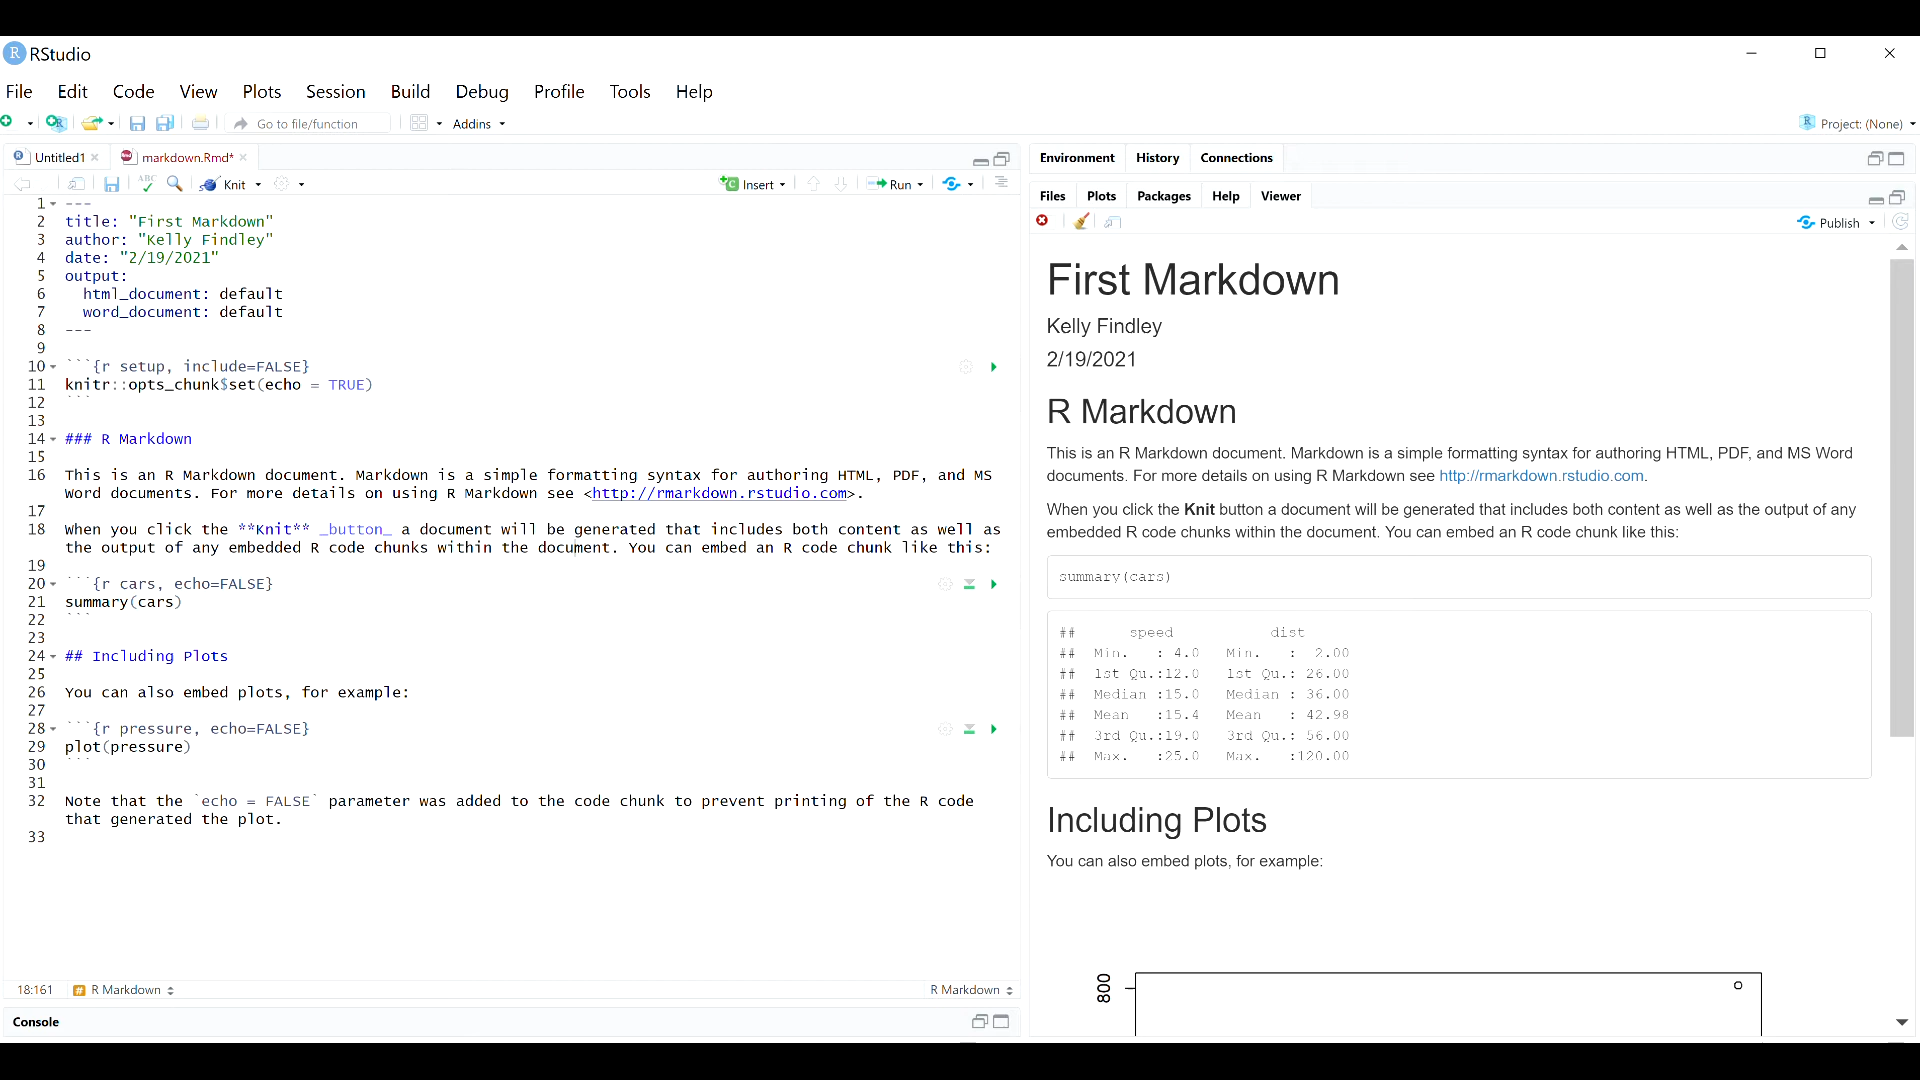 RStudio
File Edit Code View Plots Session Build Debug Profile Tools Help
Go to file/function Addins Project: (None)
Untitled1 markdown.Rmd*
ABC Knit Insert Run
1 ---
2 title: "First Markdown"
3 author: "Kelly Findley"
4 date: "2/19/2021"
5 output:
6   html_document: default
7   word_document: default
8 ---
9
10 ```{r setup, include=FALSE}
11 knitr::opts_chunk$set(echo = TRUE)
12 ```
13
14 ### R Markdown
15
16 This is an R Markdown document. Markdown is a simple formatting syntax for authoring HTML, PDF, and MS
Word documents. For more details on using R Markdown see <http://rmarkdown.rstudio.com>.
17
18 When you click the **Knit** _button_ a document will be generated that includes both content as well as
the output of any embedded R code chunks within the document. You can embed an R code chunk like this:
19
20 ```{r cars, echo=FALSE}
21 summary(cars)
22 ```
23
24 ## Including Plots
25
26 You can also embed plots, for example:
27
28 ```{r pressure, echo=FALSE}
29 plot(pressure)
30 ```
31
32 Note that the `echo = FALSE` parameter was added to the code chunk to prevent printing of the R code
that generated the plot.
33
18:161 # R Markdown R Markdown
Console
Environment History Connections
Files Plots Packages Help Viewer
Publish
First Markdown
Kelly Findley
2/19/2021
R Markdown
This is an R Markdown document. Markdown is a simple formatting syntax for authoring HTML, PDF, and MS Word
documents. For more details on using R Markdown see http://rmarkdown.rstudio.com.
When you click the Knit button a document will be generated that includes both content as well as the output of any
embedded R code chunks within the document. You can embed an R code chunk like this:
summary(cars)
##      speed           dist
## Min.   : 4.0   Min.   :  2.00
## 1st Qu.:12.0   1st Qu.: 26.00
## Median :15.0   Median : 36.00
## Mean   :15.4   Mean   : 42.98
## 3rd Qu.:19.0   3rd Qu.: 56.00
## Max.   :25.0   Max.   :120.00
Including Plots
You can also embed plots, for example:
800